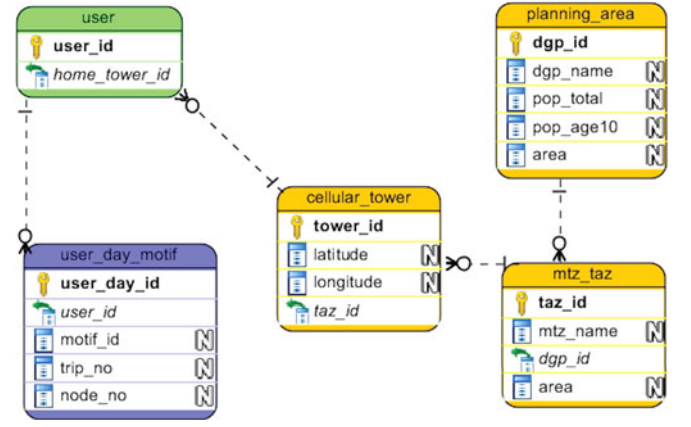 user
user_id
home_tower_id
planning_area
dgp_id
dgp_name N
pop_total N
pop_age10 N
area N
cellular_tower
tower_id
latitude N
longitude N
taz_id
user_day_motif
user_day_id
user_id
motif_id N
trip_no N
node_no N
mtz_taz
taz_id
mtz_name N
dgp_id
area N